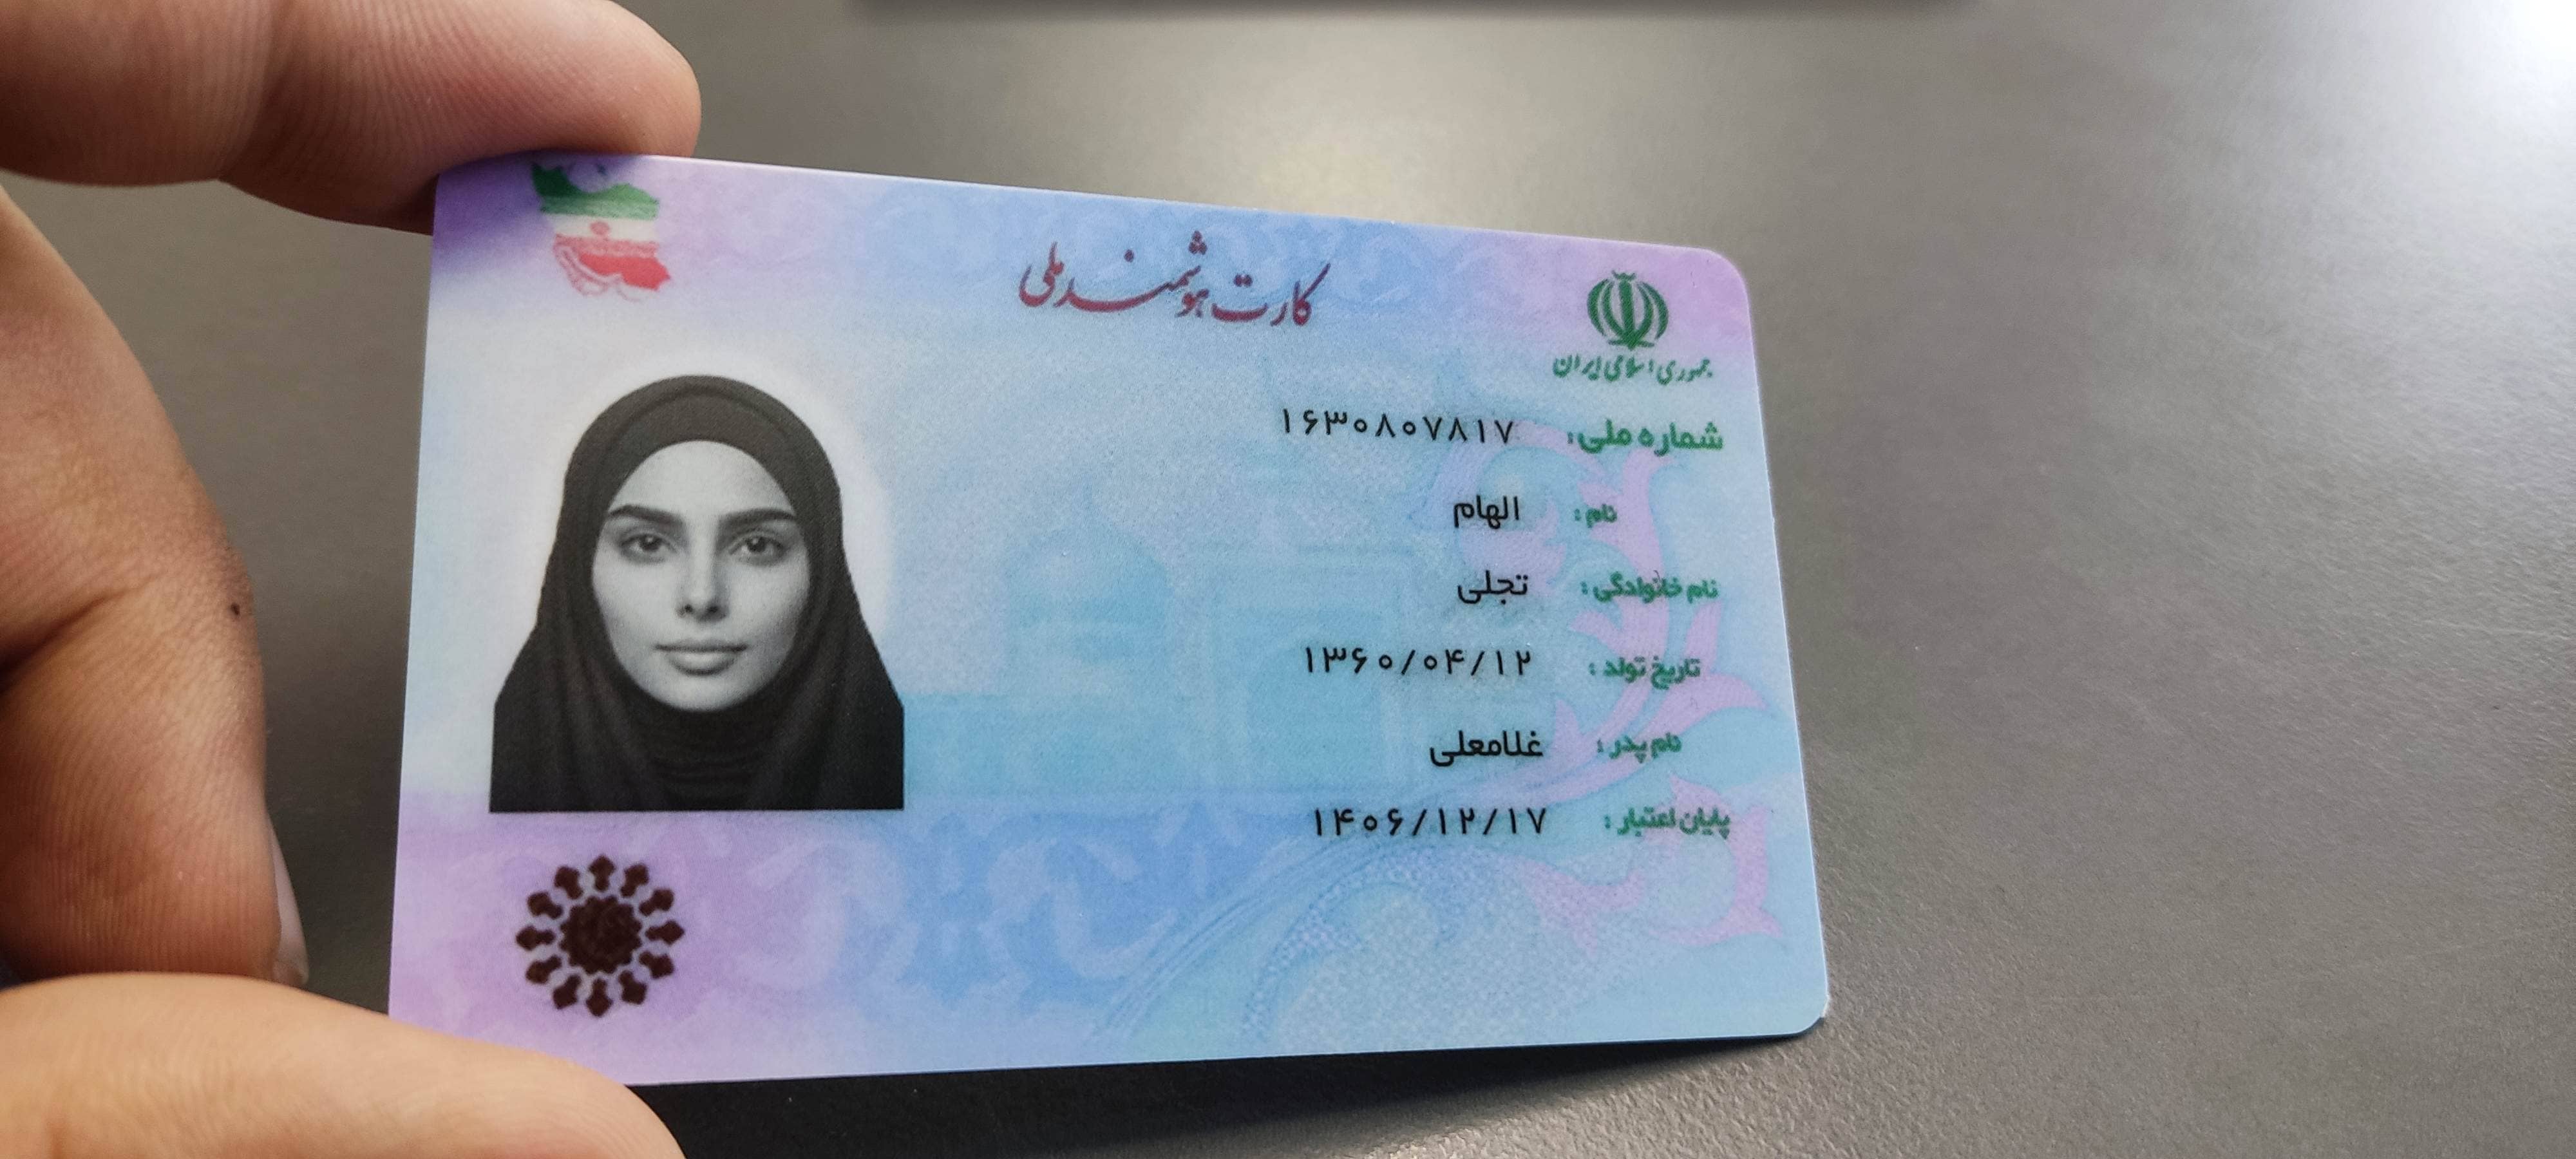 کارت هوشمند ملی
جمهوری اسلامی ایران
شماره ملی: ۱۶۳۰۸۰۷۸۱۷
نام: الهام
نام خانوادگی: تجلی
تاریخ تولد: ۱۳۶۰/۰۴/۱۲
نام پدر: غلامعلی
پایان اعتبار: ۱۴۰۶/۱۲/۱۷